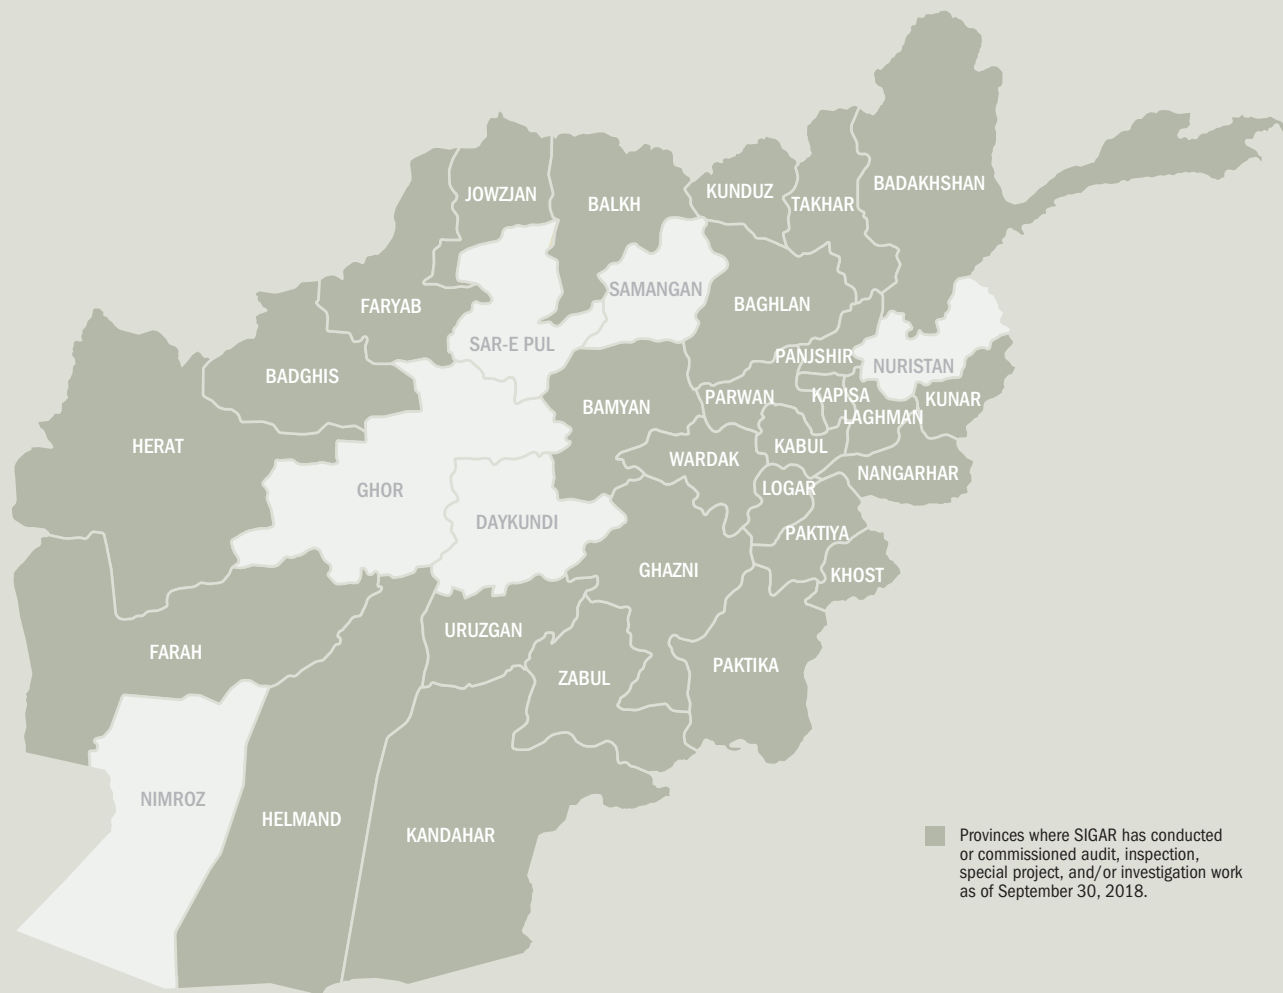 BADAKHSHAN
JOWZJAN
KUNDUZ
BALKH
TAKHAR
SAMANGAN
FARYAB
BAGHLAN
SAR-E PUL
PANJSHIR
NURISTAN
BADGHIS
KAPISA
PARWAN
KUNAR
BAMYAN
LAGHMAN
HERAT
KABUL
WARDAK
NANGARHAR
GHOR
LOGAR
DAYKUNDI
PAKTIYA
GHAZNI
KHOST
URUZGAN
FARAH
PAKTIKA
ZABUL
NIMROZ
HELMAND
KANDAHAR
Provinces where SIGAR has conducted
or commissioned audit, inspection,
special project, and/or investigation work
as of September 30, 2018.